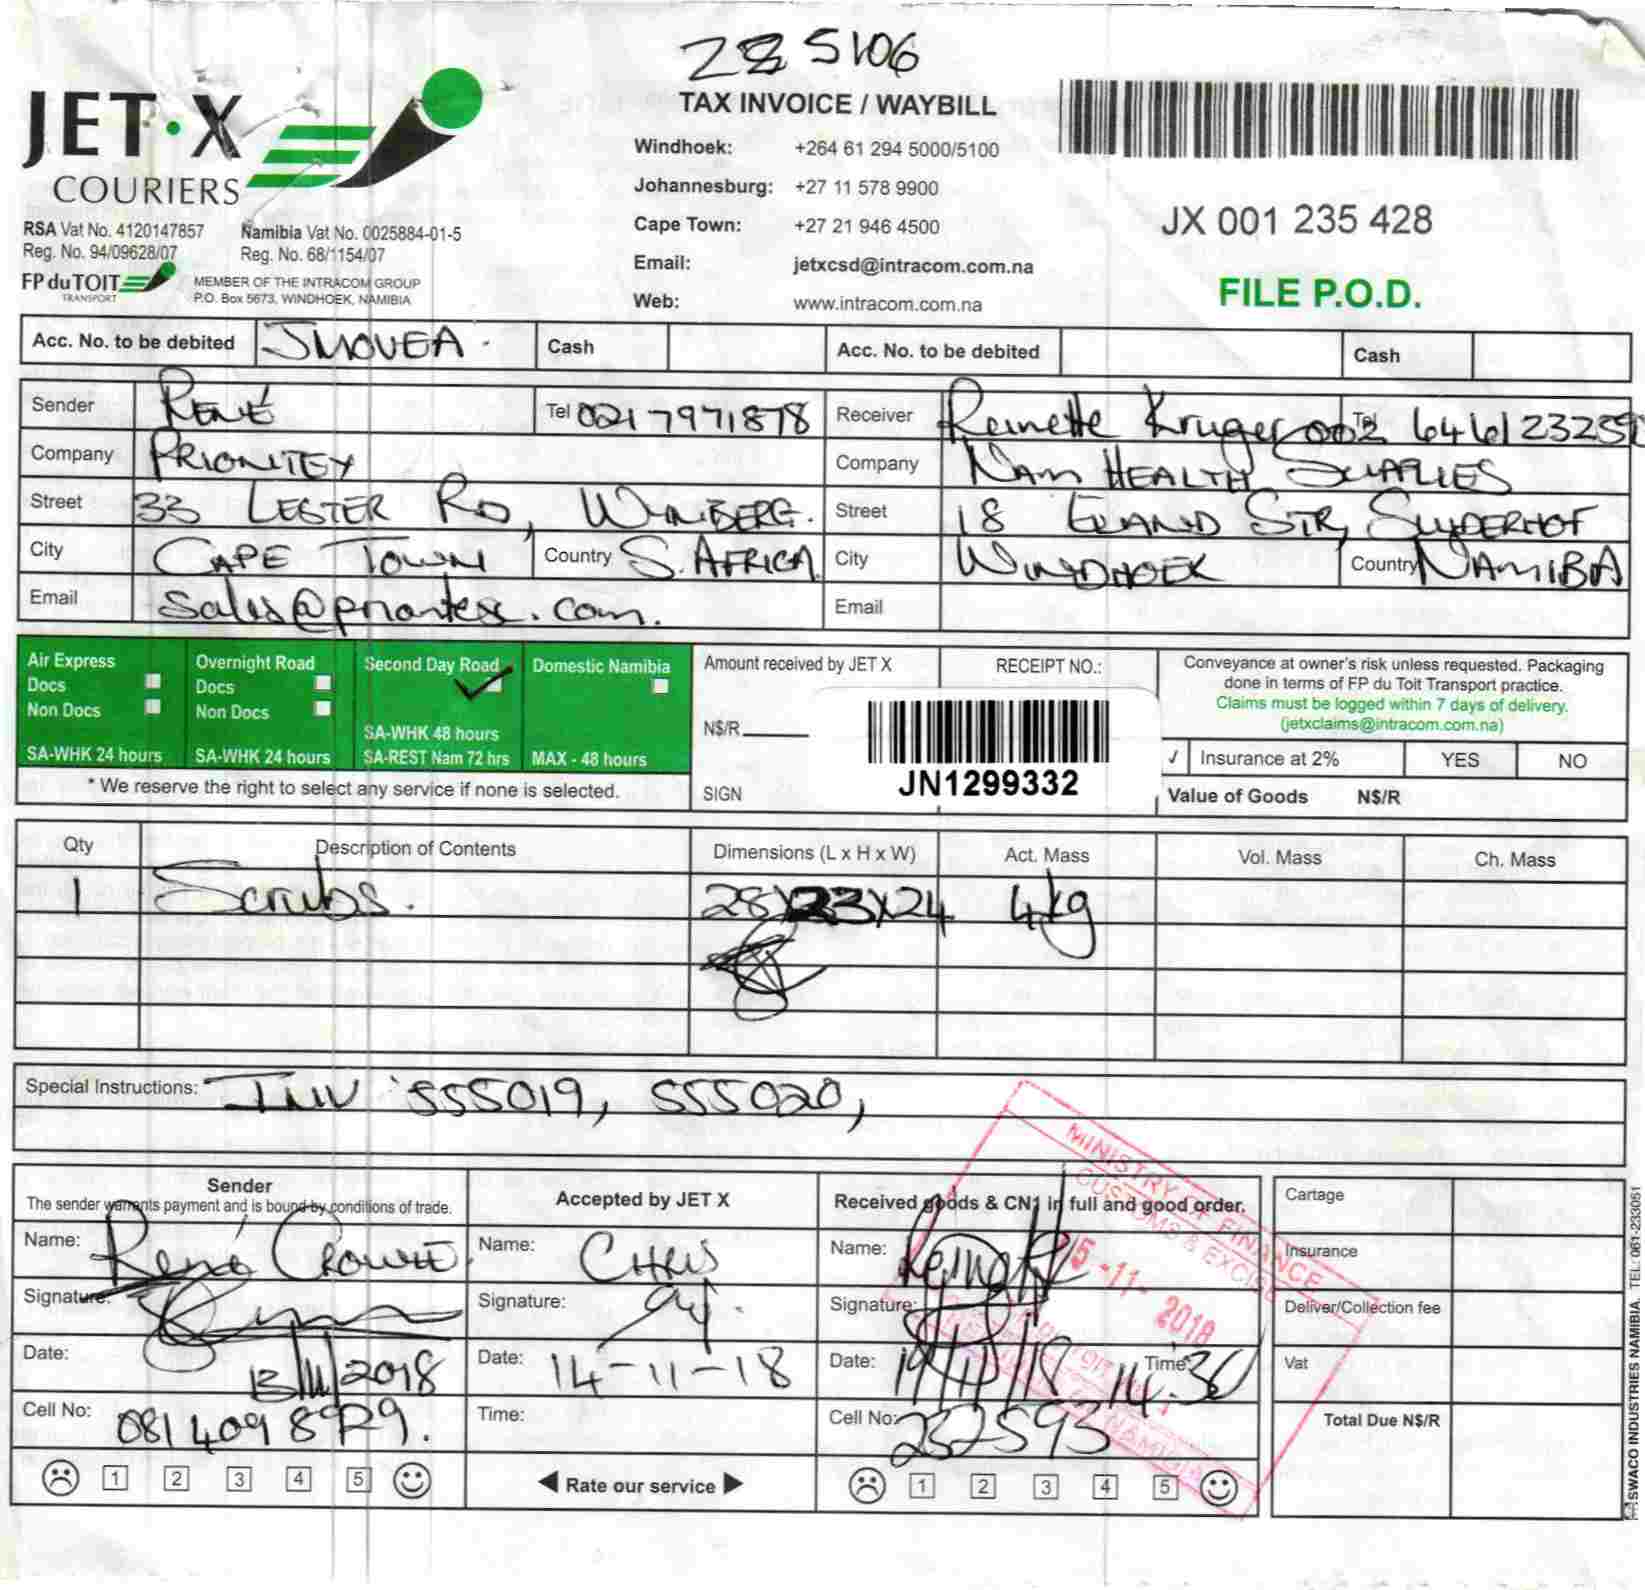 285106
JET·X
COURIERS
RSA Vat No. 4120147857 Namibia Vat No. 0025884-01-5
Reg. No. 94/09628/07 Reg. No. 68/1154/07
FP du TOIT
TRANSPORT
MEMBER OF THE INTRACOM GROUP
P.O. Box 5673, WINDHOEK, NAMIBIA
TAX INVOICE / WAYBILL
Windhoek: +264 61 294 5000/5100
Johannesburg: +27 11 578 9900
Cape Town: +27 21 946 4500
Email: jetxcsd@intracom.com.na
Web: www.intracom.com.na
JX 001 235 428
FILE P.O.D.
Acc. No. to be debited JMOVEA Cash Acc. No. to be debited Cash
Sender RENÉ Tel 0217971878 Receiver Reinette Kruger Tel
Company PRIONTEX Company NAM HEALTH SUPPLIES
Street 33 LESTER RD, WYNBERG. Street 18 ELAND STR, SUIDERHOF
City CAPE TOWN Country S. AFRICA City WINDHOEK Country NAMIBA
Email sales@priontex.com. Email
Air Express
Docs
Non Docs
SA-WHK 24 hours
Overnight Road
Docs
Non Docs
SA-WHK 24 hours
Second Day Road
SA-WHK 48 hours
SA-REST Nam 72 hrs
Domestic Namibia
MAX - 48 hours
* We reserve the right to select any service if none is selected.
Amount received by JET X RECEIPT NO.:
N$/R
SIGN
JN1299332
Conveyance at owner's risk unless requested. Packaging
done in terms of FP du Toit Transport practice.
Claims must be logged within 7 days of delivery.
(jetxclaims@intracom.com.na)
✓ Insurance at 2% YES NO
Value of Goods N$/R
Qty Description of Contents Dimensions (L x H x W) Act. Mass Vol. Mass Ch. Mass
1 Scrubs. 28x23x24 4kg
Special Instructions: INV 555019, 555020,
Sender
The sender warrants payment and is bound by conditions of trade.
Name: René CROWIE
Signature:
Date: 13/11/2018
Cell No:
1 2 3 4 5
Accepted by JET X
Name: CHRIS
Signature:
Date: 14-11-18
Time:
Rate our service
Received goods & CN1 in full and good order.
Name: Reinette
Signature:
Date: Time: 14:30
Cell No: 232593
1 2 3 4 5
MINISTRY OF FINANCE
CUSTOMS & EXCISE
15-11-2018
NAMIBIA
Cartage
Insurance
Deliver/Collection fee
Vat
Total Due N$/R
SWACO INDUSTRIES NAMIBIA. TEL: 061-233051